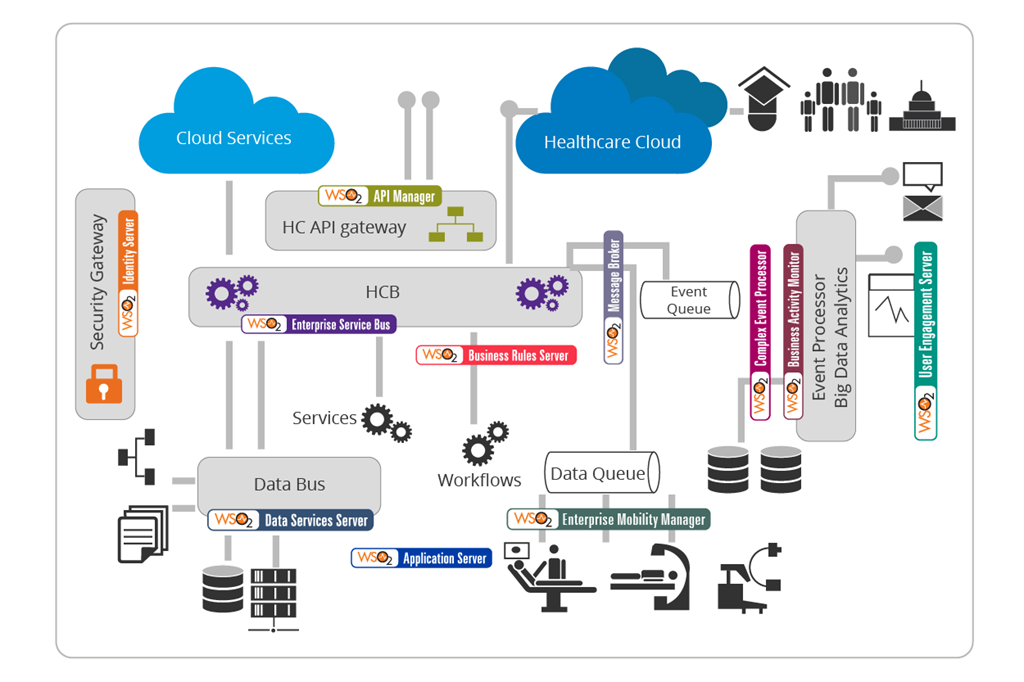 Cloud Services
Healthcare Cloud
WSO2 API Manager
HC API gateway
Security Gateway
WSO2 Identity Server
HCB
WSO2 Enterprise Service Bus
WSO2 Message Broker
Event
Queue
WSO2 Complex Event Processor
WSO2 Business Activity Monitor
Event Processor
Big Data Analytics
WSO2 User Engagement Server
WSO2 Business Rules Server
Services
Workflows
Data Bus
Data Queue
WSO2 Data Services Server
WSO2 Enterprise Mobility Manager
WSO2 Application Server